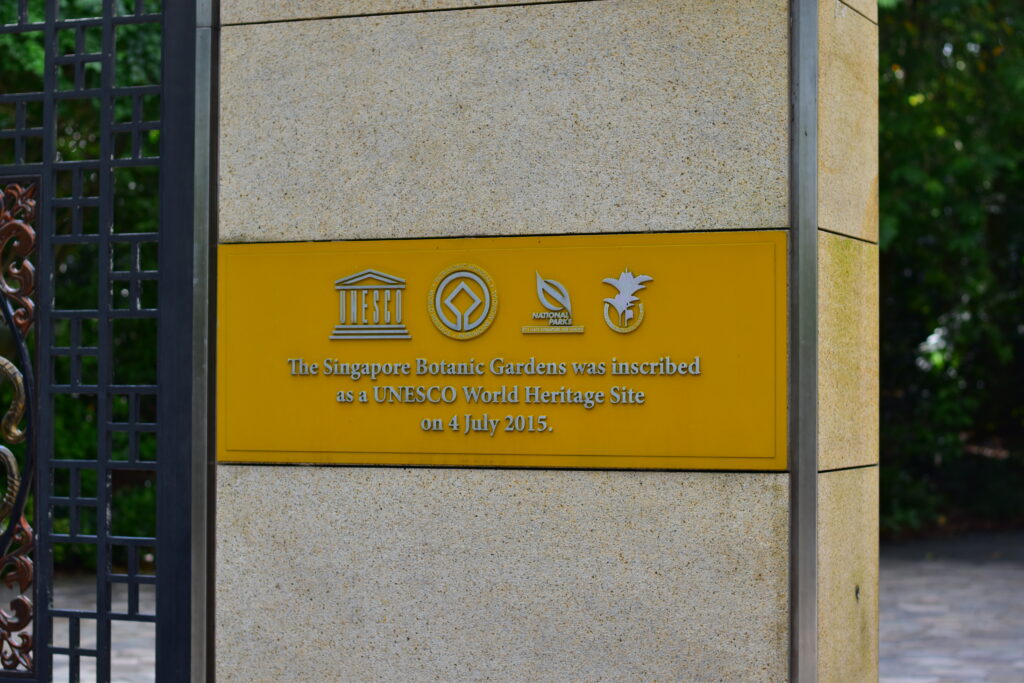 UNESCO
NATIONAL
PARKS
The Singapore Botanic Gardens was inscribed
as a UNESCO World Heritage Site
on 4 July 2015.